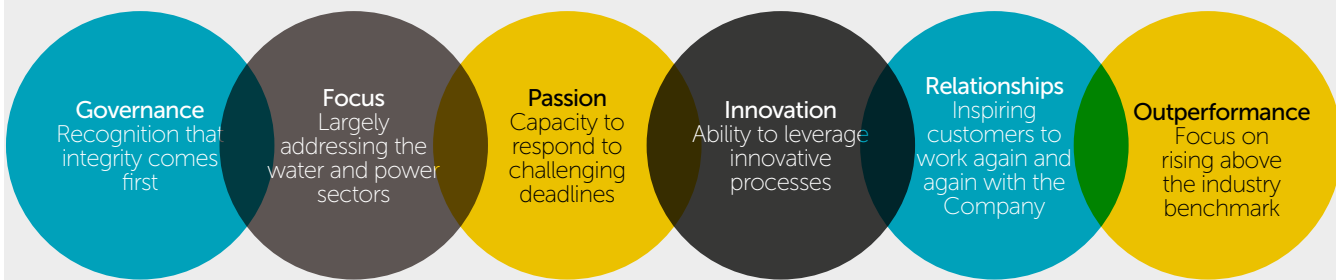 Governance
Recognition that
integrity comes
first
Focus
Largely
addressing the
water and power
sectors
Passion
Capacity to
respond to
challenging
deadlines
Innovation
Ability to leverage
innovative
processes
Relationships
Inspiring
customers to
work again and
again with the
Company
Outperformance
Focus on
rising above
the industry
benchmark